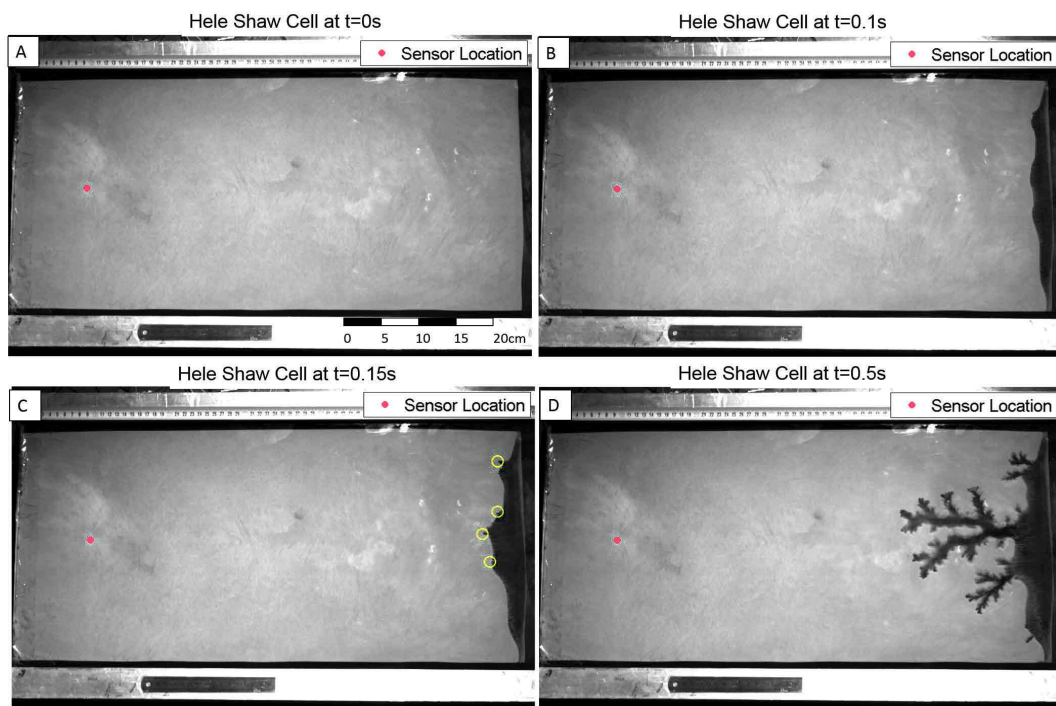 Hele Shaw Cell at t=0s
A
Sensor Location
0 5 10 15 20cm
Hele Shaw Cell at t=0.1s
B
Sensor Location
Hele Shaw Cell at t=0.15s
C
Sensor Location
Hele Shaw Cell at t=0.5s
D
Sensor Location